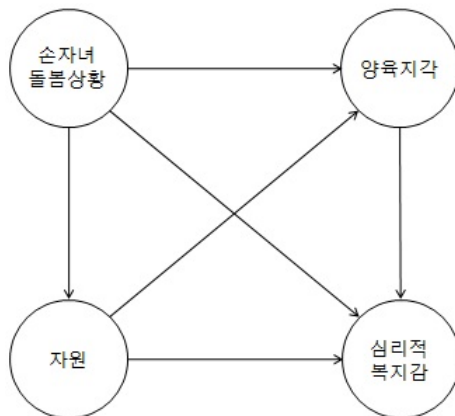 손자녀
돌봄상황
양육지각
자원
심리적
복지감